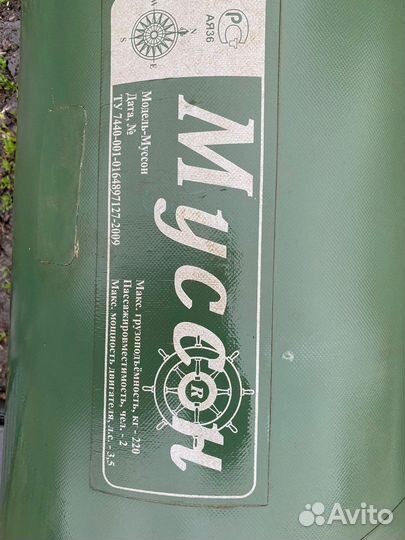 N
W
E
S
РСТ
АЯ36
Муссон
R
Модель-Муссон
Дата, №
ТУ 7440-001-0164897127-2009
Макс. грузоподъёмность, кг - 220
Пассажировместимость, чел. - 2
Макс. мощность двигателя, л.с. - 3,5
Avito